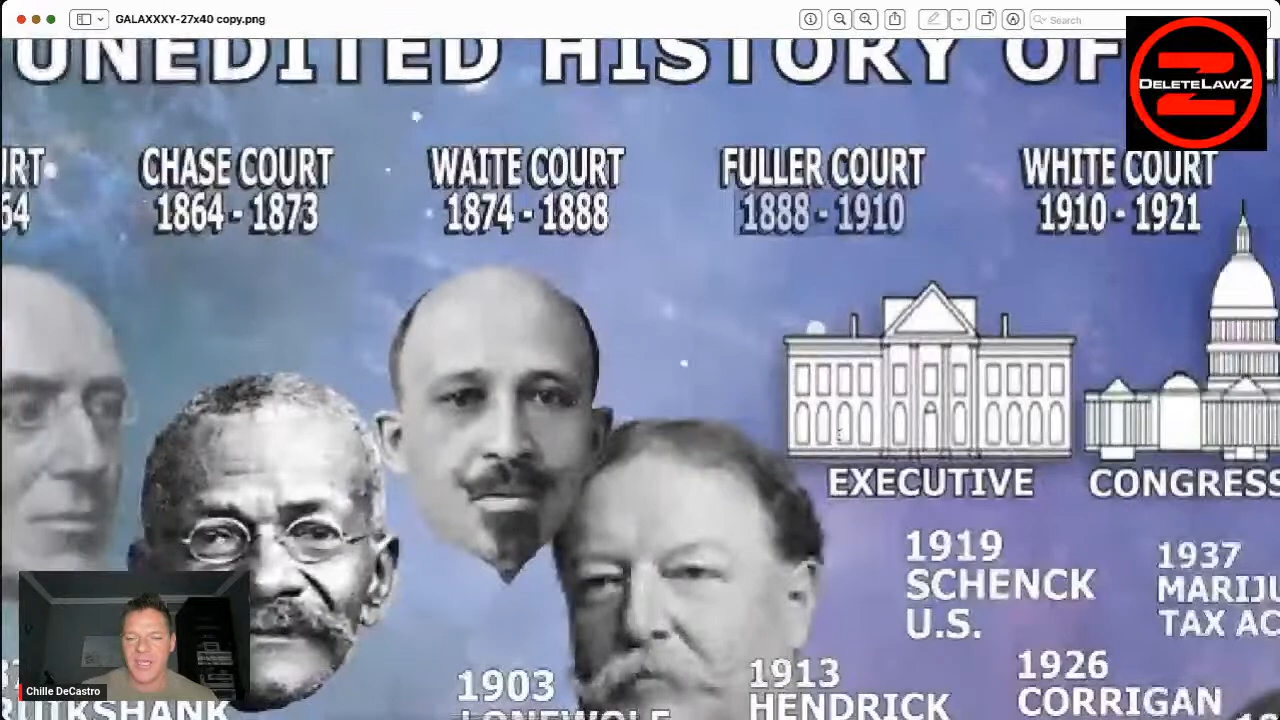 GALAXXXY-27x40 copy.png
Search
UNEDITED HISTORY OF
DELETELAWZ
CHASE COURT
1864 - 1873
WAITE COURT
1874 - 1888
FULLER COURT
1888 - 1910
WHITE COURT
1910 - 1921
URT
64
EXECUTIVE
CONGRESS
1919
SCHENCK
U.S.
1937
MARIJU
TAX AC
1903
LONEWOLF
1913
HENDRICK
1926
CORRIGAN
RUIKSHANK
Chille DeCastro